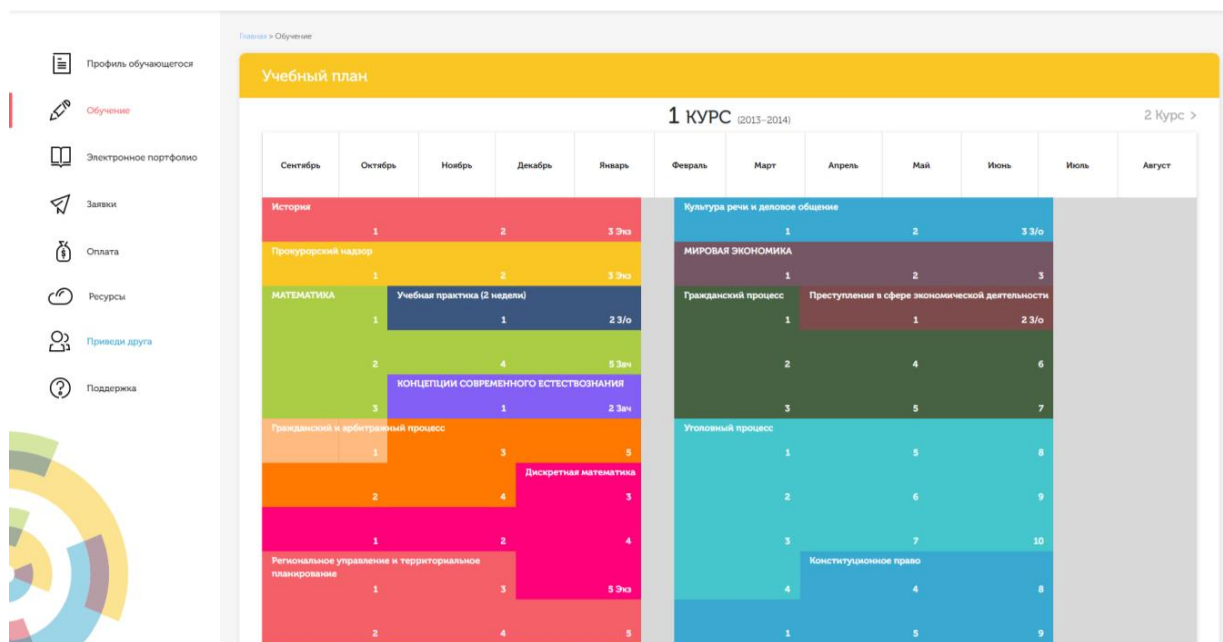 Главная > Обучение
Профиль обучающегося
Обучение
Электронное портфолио
Заявки
Оплата
Ресурсы
Приведи друга
Поддержка
Учебный план
1 КУРС (2013–2014)
2 Курс >
Сентябрь Октябрь Ноябрь Декабрь Январь Февраль Март Апрель Май Июнь Июль Август
История Культура речи и деловое общение
1 2 3 Экз 1 2 3 З/о
Прокурорский надзор МИРОВАЯ ЭКОНОМИКА
1 2 3 Экз 1 2 3
МАТЕМАТИКА Учебная практика (2 недели) Гражданский процесс Преступления в сфере экономической деятельности
1 1 2 З/о 1 1 2 З/о
2 4 5 Зач 2 4 6
КОНЦЕПЦИИ СОВРЕМЕННОГО ЕСТЕСТВОЗНАНИЯ
3 1 2 Зач 3 5 7
Гражданский и арбитражный процесс Уголовный процесс
1 3 5 1 5 8
Дискретная математика
2 4 3 2 6 9
1 2 4 3 7 10
Региональное управление и территориальное Конституционное право
планирование
1 3 5 Экз 4 4 8
2 4 5 1 5 9